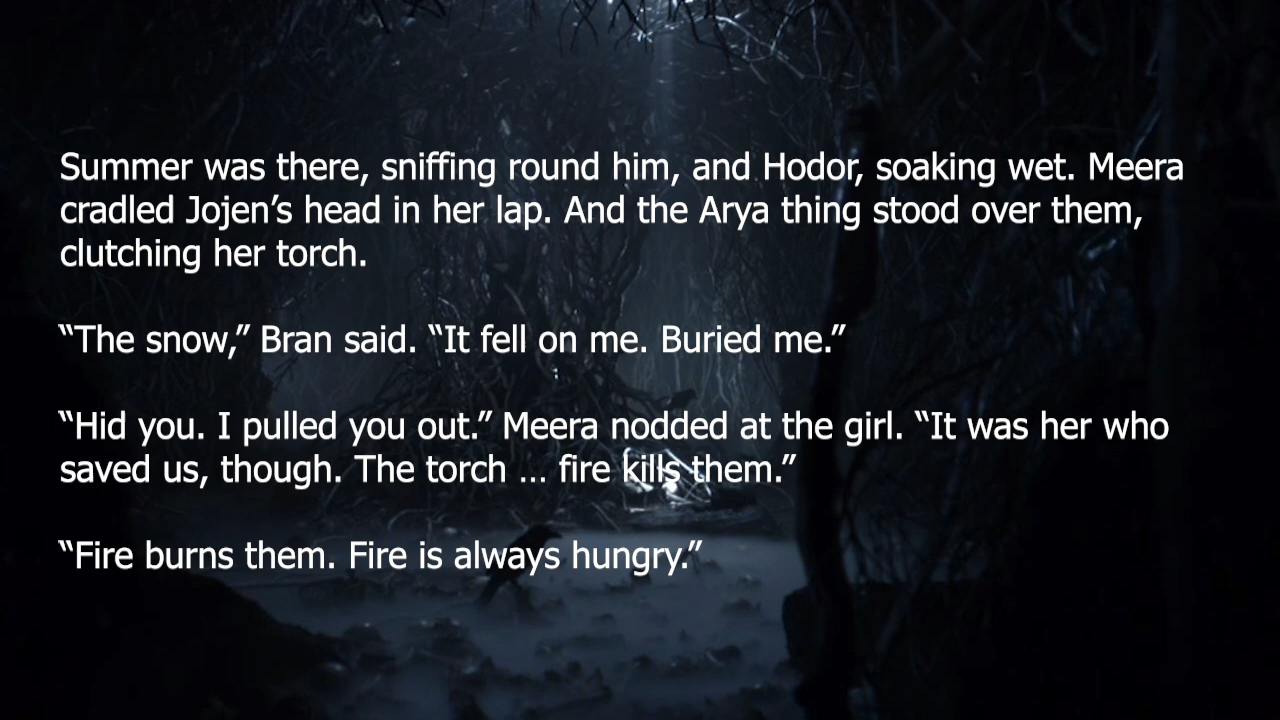 Summer was there, sniffing round him, and Hodor, soaking wet. Meera
cradled Jojen’s head in her lap. And the Arya thing stood over them,
clutching her torch.
“The snow,” Bran said. “It fell on me. Buried me.”
“Hid you. I pulled you out.” Meera nodded at the girl. “It was her who
saved us, though. The torch … fire kills them.”
“Fire burns them. Fire is always hungry.”